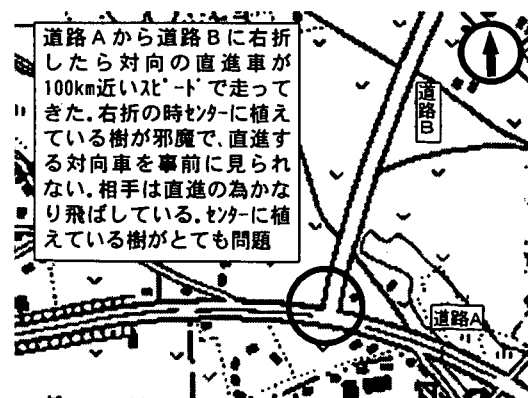 道路Aから道路Bに右折
したら対向の直進車が
100km近いｽﾋﾟｰﾄﾞで走って
きた。右折の時ｾﾝﾀｰに植え
ている樹が邪魔で、直進す
る対向車を事前に見られ
ない。相手は直進の為かな
り飛ばしている。ｾﾝﾀｰに植
えている樹がとても問題
道路B
道路A